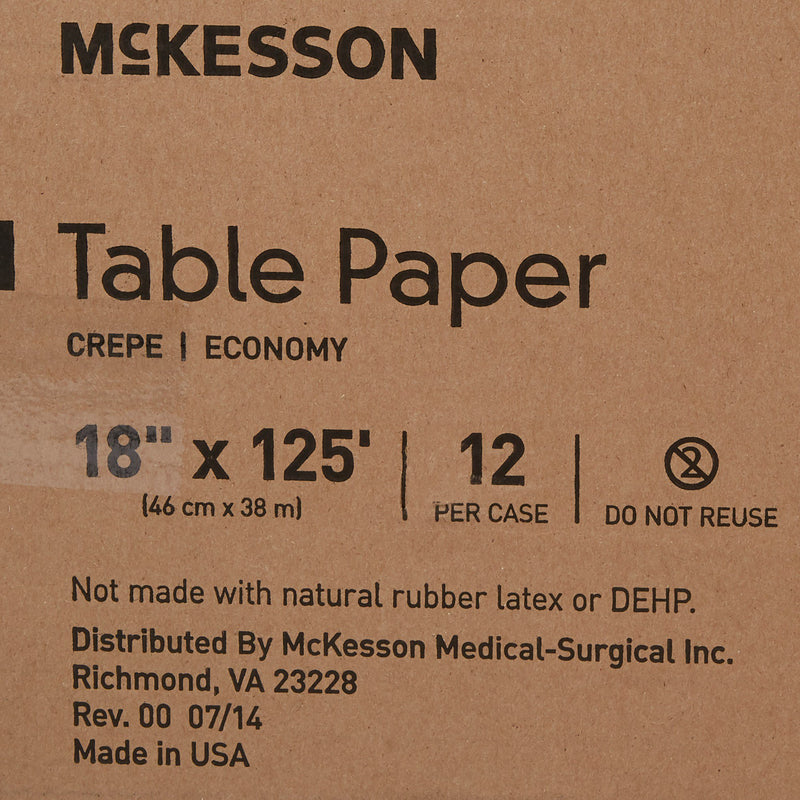 McKESSON
Table Paper
CREPE | ECONOMY
18" x 125'
(46 cm x 38 m)
12
PER CASE
2
DO NOT REUSE
Not made with natural rubber latex or DEHP.
Distributed By McKesson Medical-Surgical Inc.
Richmond, VA 23228
Rev. 00 07/14
Made in USA